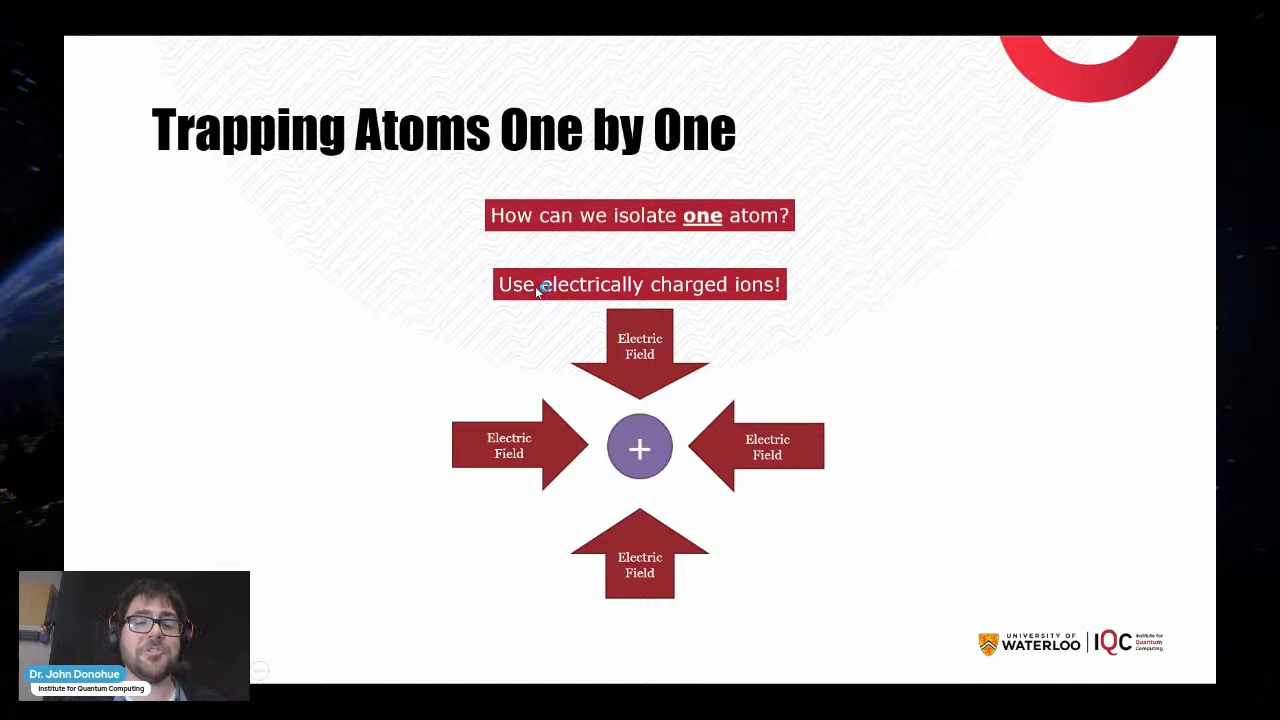 Trapping Atoms One by One
How can we isolate one atom?
Use electrically charged ions!
Electric
Field
Electric
Field
+
Electric
Field
Electric
Field
UNIVERSITY OF
WATERLOO
IQC
Institute for
Quantum
Computing
Dr. John Donohue
Institute for Quantum Computing